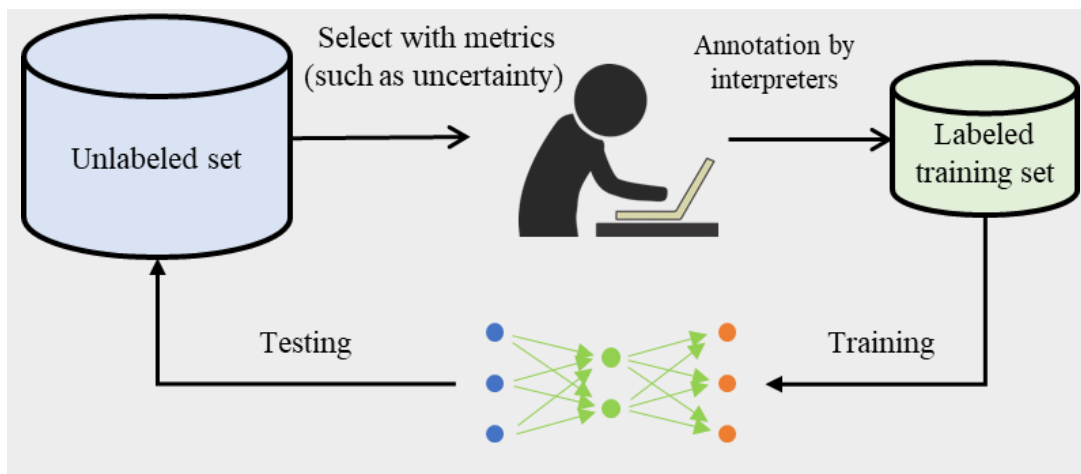 Select with metrics
(such as uncertainty)
Annotation by
interpreters
Unlabeled set
Labeled
training set
Testing
Training